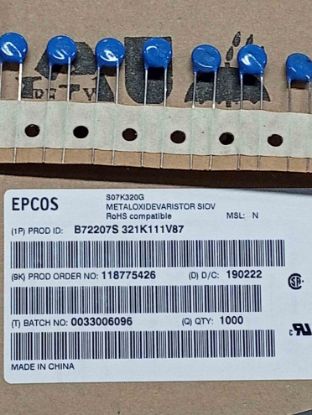 EPCOS
S07K320G
METALOXIDEVARISTOR SIOV
RoHS compatible MSL: N
(1P) PROD ID: B72207S 321K111V87
(9K) PROD ORDER NO: 118775426 (D) D/C: 190222
(T) BATCH NO: 0033006096 (Q) QTY: 1000
MADE IN CHINA